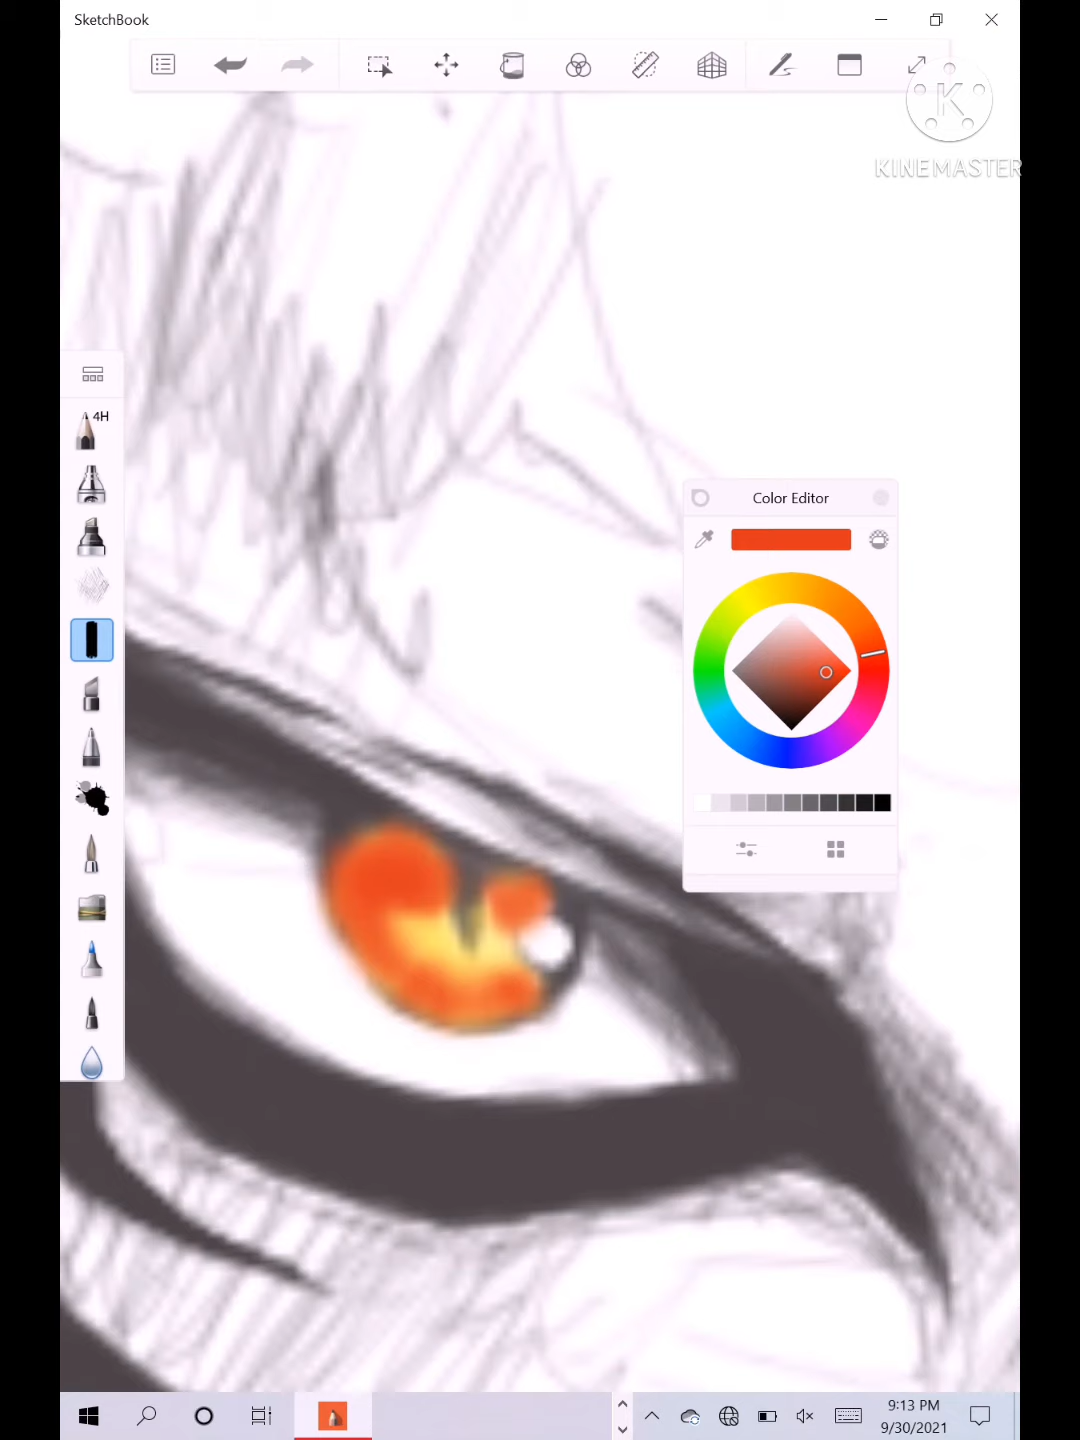 SketchBook
K
KINEMASTER
4H
Color Editor
9:13 PM
9/30/2021